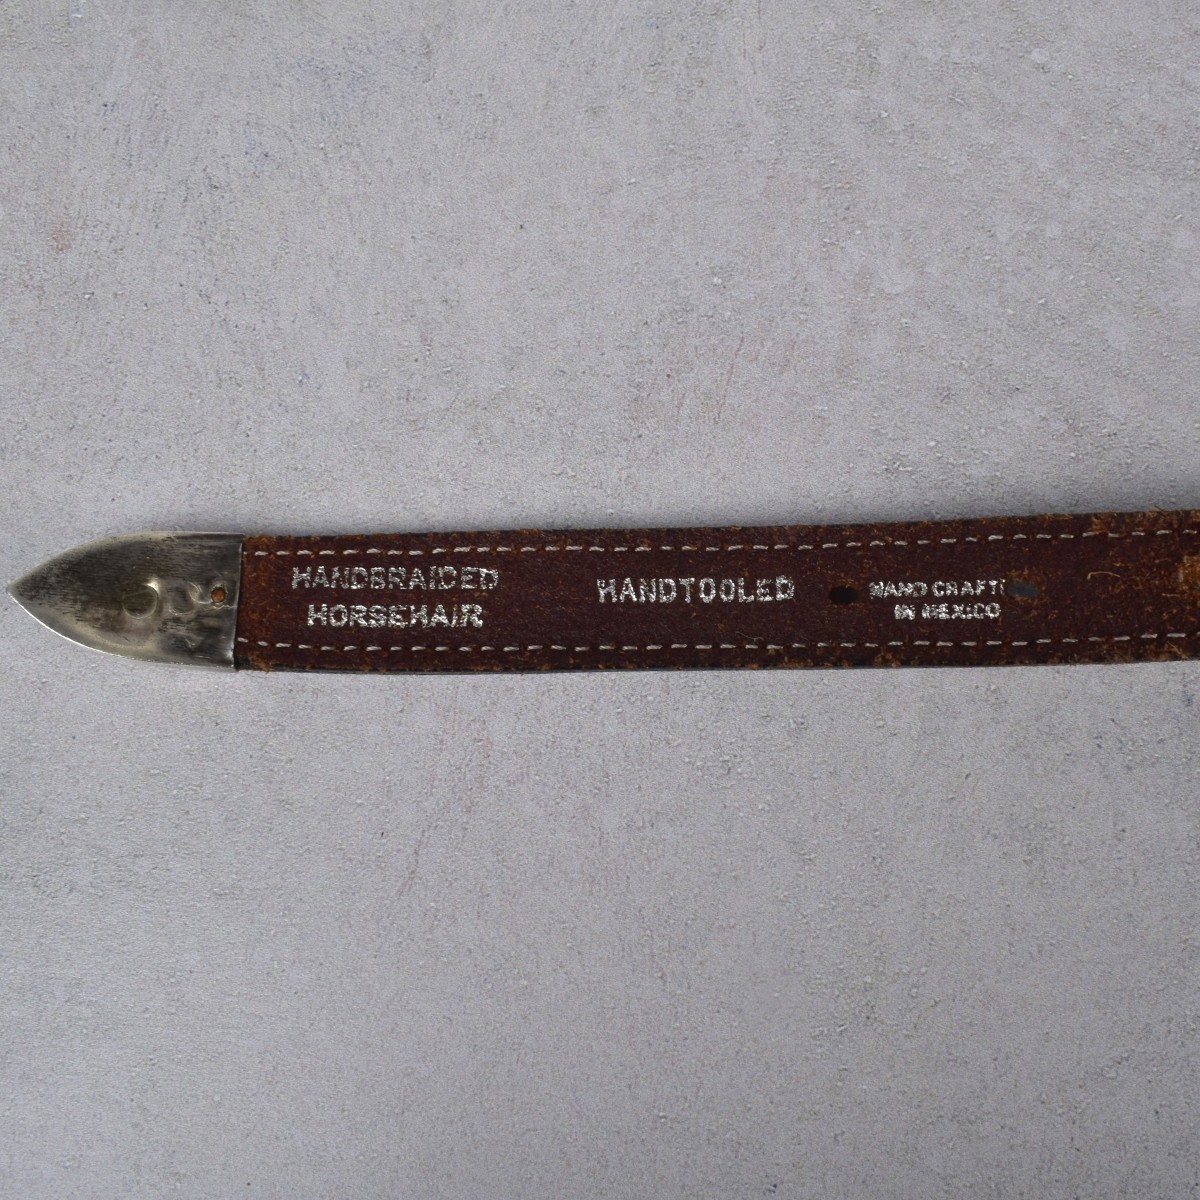 HANDBRAIDED
HORSEHAIR
HANDTOOLED
HAND CRAFT
IN MEXICO